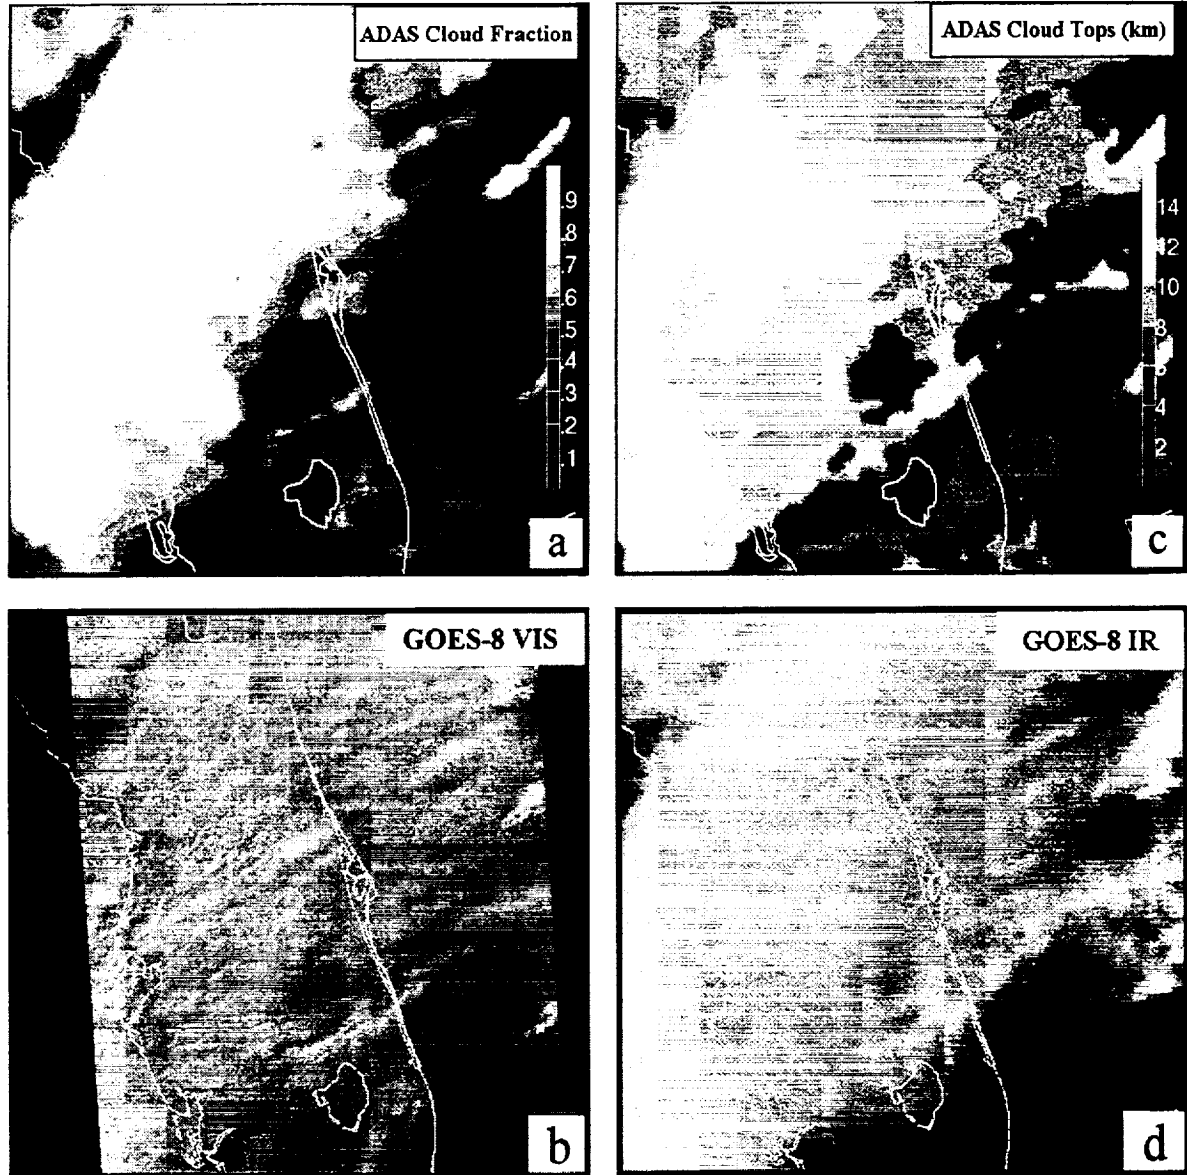 ADAS Cloud Fraction
.9
.8
.7
.6
.5
.4
.3
.2
.1
a
ADAS Cloud Tops (km)
14
12
10
8
6
4
2
c
GOES-8 VIS
b
GOES-8 IR
d